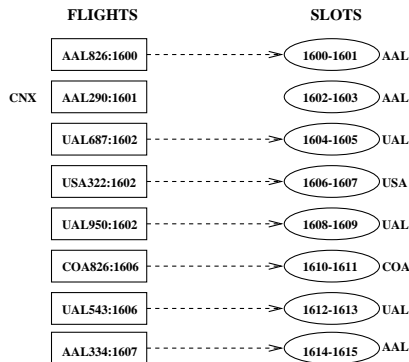 FLIGHTS SLOTS
AAL826:1600 1600-1601 AAL
CNX AAL290:1601 1602-1603 AAL
UAL687:1602 1604-1605 UAL
USA322:1602 1606-1607 USA
UAL950:1602 1608-1609 UAL
COA826:1606 1610-1611 COA
UAL543:1606 1612-1613 UAL
AAL334:1607 1614-1615 AAL